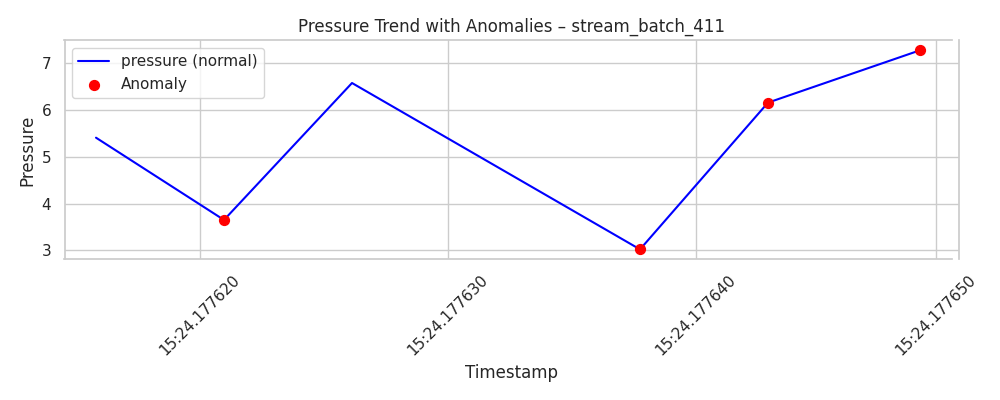 Pressure Trend with Anomalies – stream_batch_411
pressure (normal)
Anomaly
Pressure
7
6
5
4
3
15:24.177620
15:24.177630
15:24.177640
15:24.177650
Timestamp